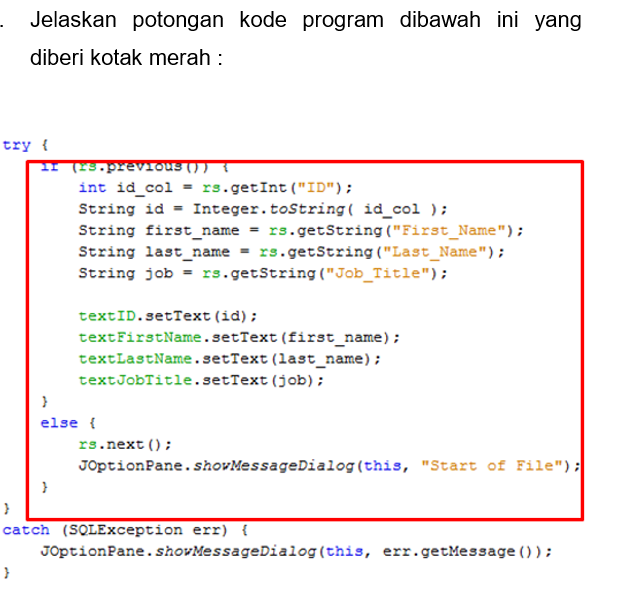 . Jelaskan potongan kode program dibawah ini yang
diberi kotak merah :
try {
if (rs.previous()) {
int id_col = rs.getInt("ID");
String id = Integer.toString( id_col );
String first_name = rs.getString("First_Name");
String last_name = rs.getString("Last_Name");
String job = rs.getString("Job_Title");
textID.setText(id);
textFirstName.setText(first_name);
textLastName.setText(last_name);
textJobTitle.setText(job);
}
else {
rs.next();
JOptionPane.showMessageDialog(this, "Start of File");
}
}
catch (SQLException err) {
JOptionPane.showMessageDialog(this, err.getMessage());
}